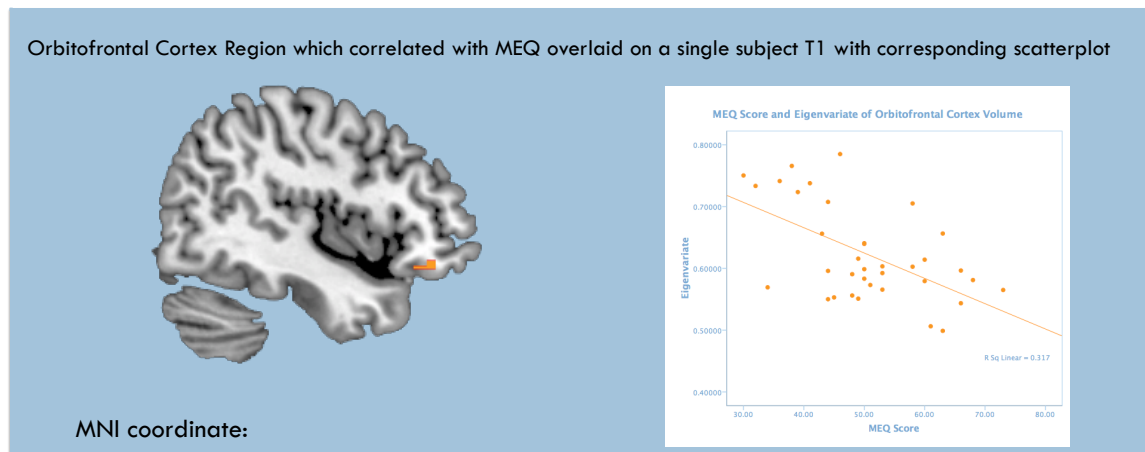 Orbitofrontal Cortex Region which correlated with MEQ overlaid on a single subject T1 with corresponding scatterplot
MEQ Score and Eigenvariate of Orbitofrontal Cortex Volume
0.80000
0.70000
0.60000
0.50000
0.40000
Eigenvariate
R Sq Linear = 0.317
30.00 40.00 50.00 60.00 70.00 80.00
MEQ Score
MNI coordinate: